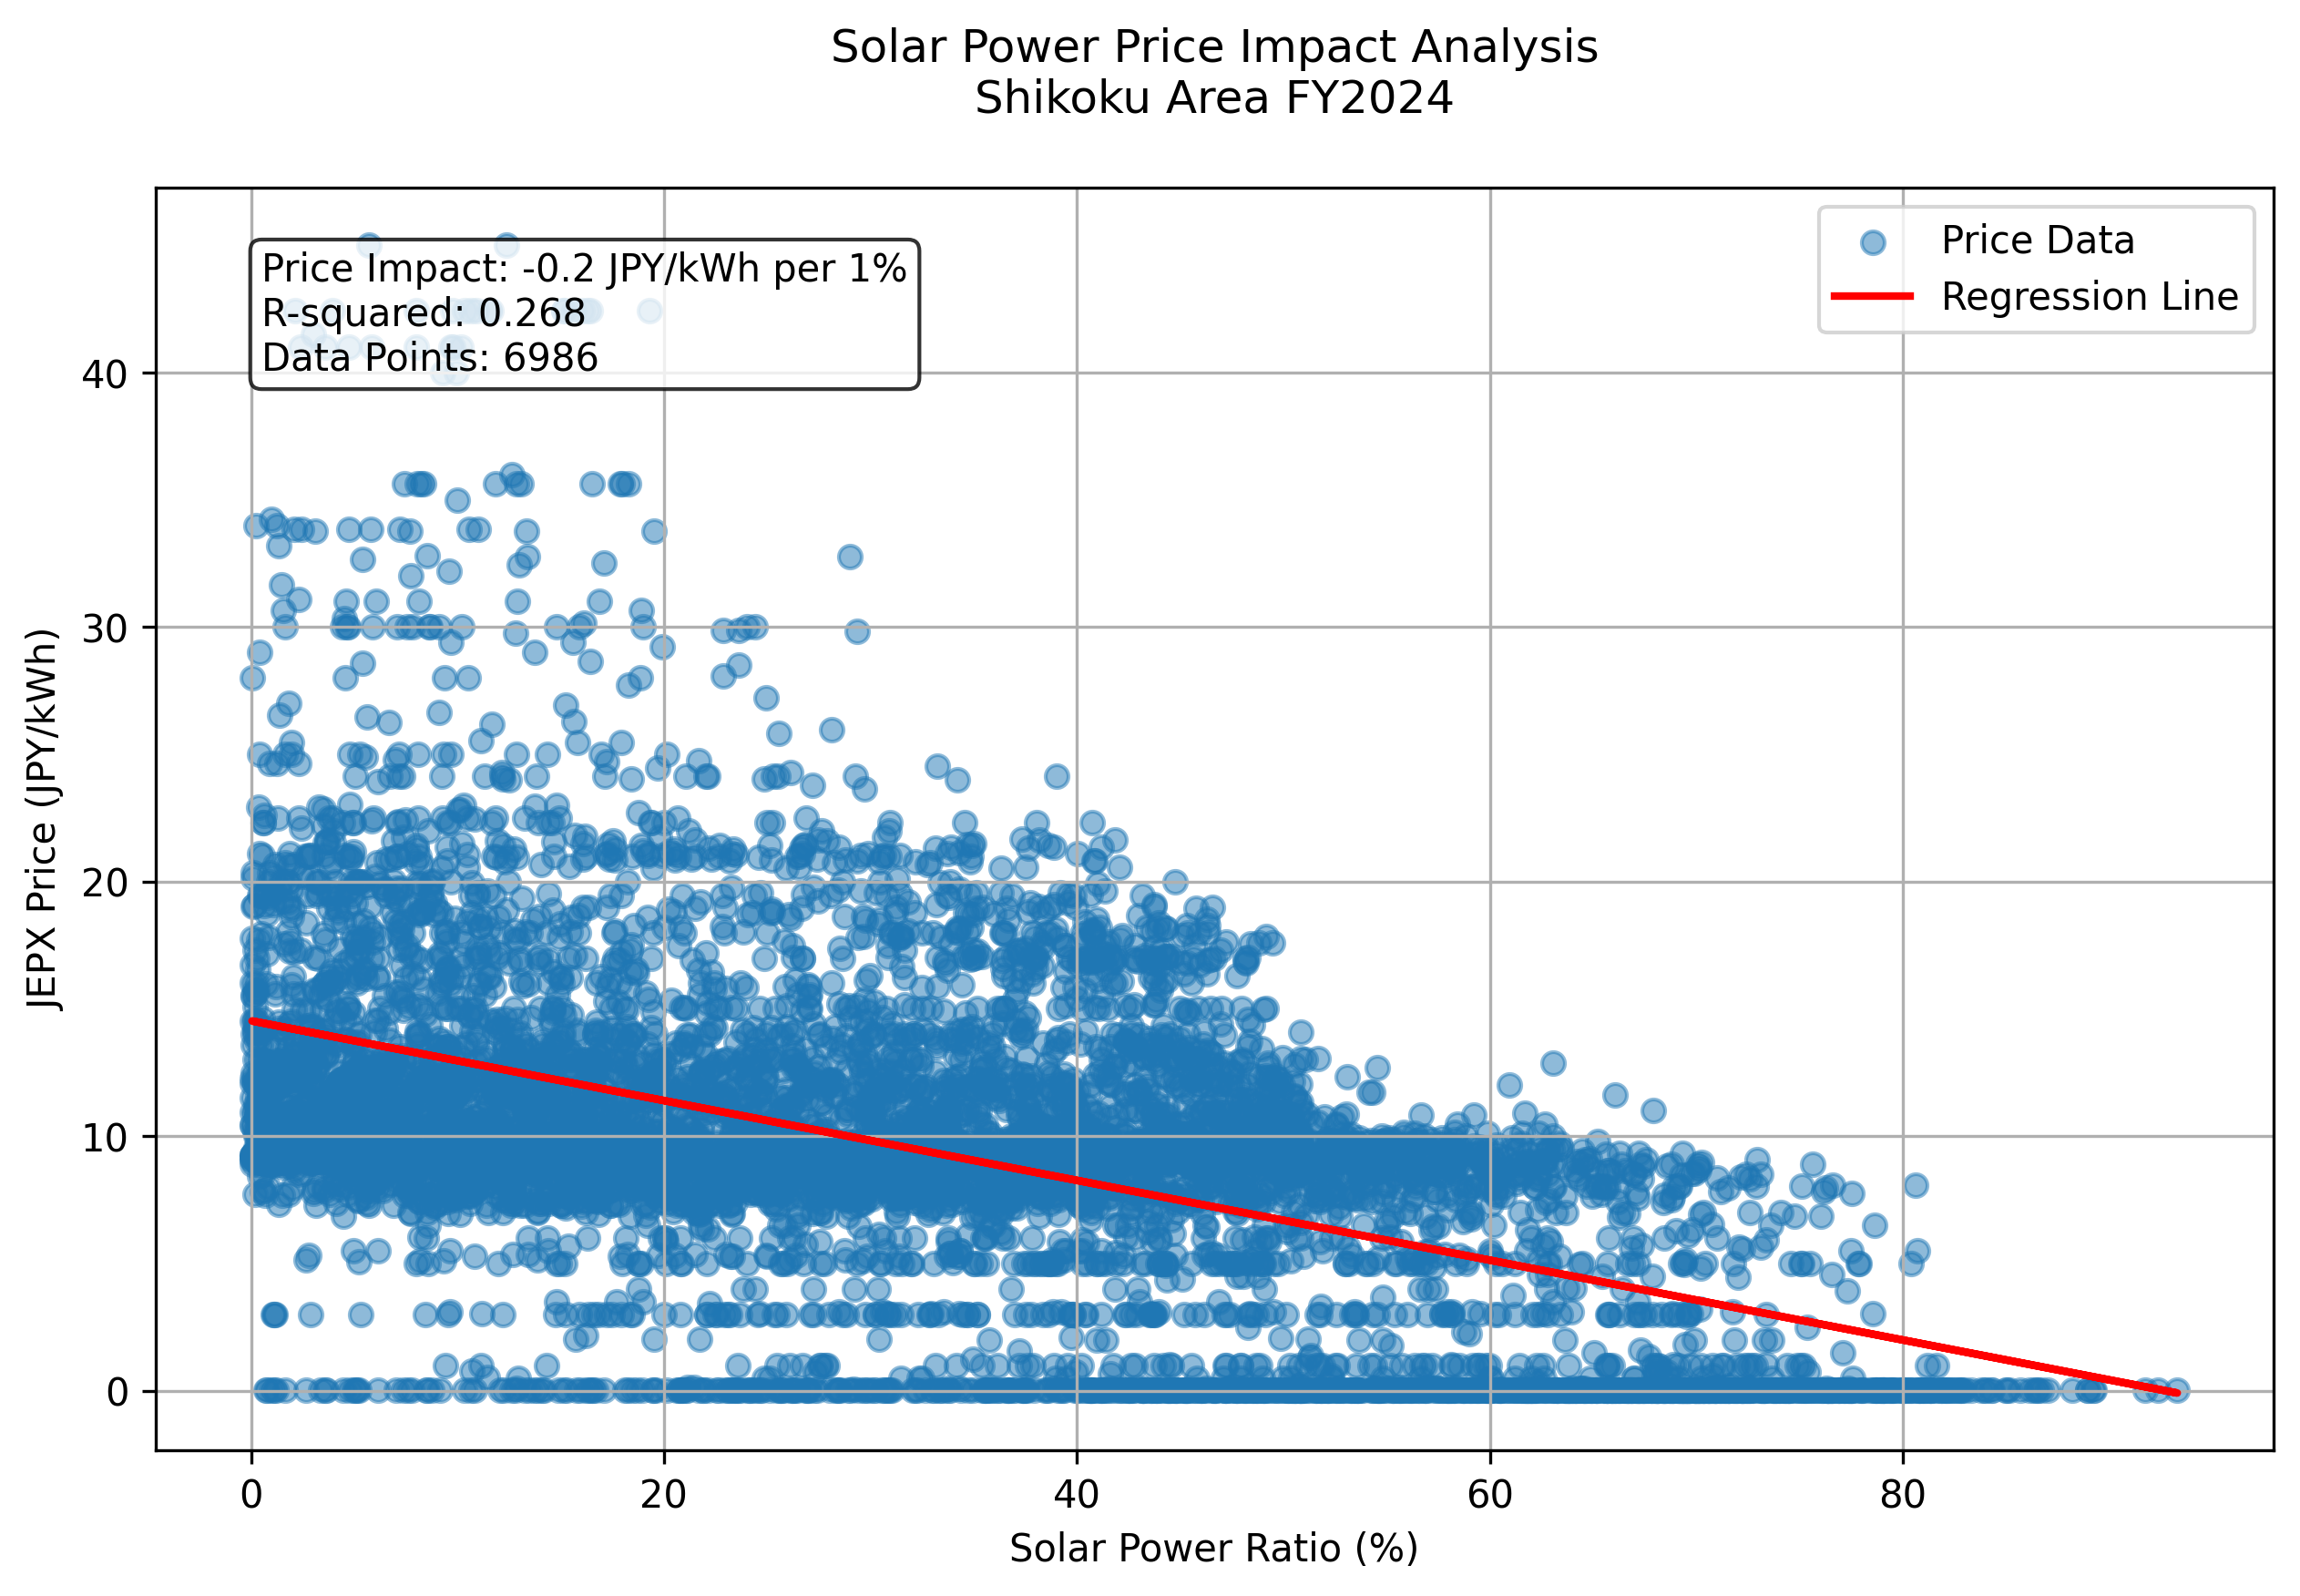 Solar Power Price Impact Analysis
Shikoku Area FY2024
Price Impact: -0.2 JPY/kWh per 1%
R-squared: 0.268
Data Points: 6986
Price Data
Regression Line
JEPX Price (JPY/kWh)
40
30
20
10
0
0 20 40 60 80
Solar Power Ratio (%)